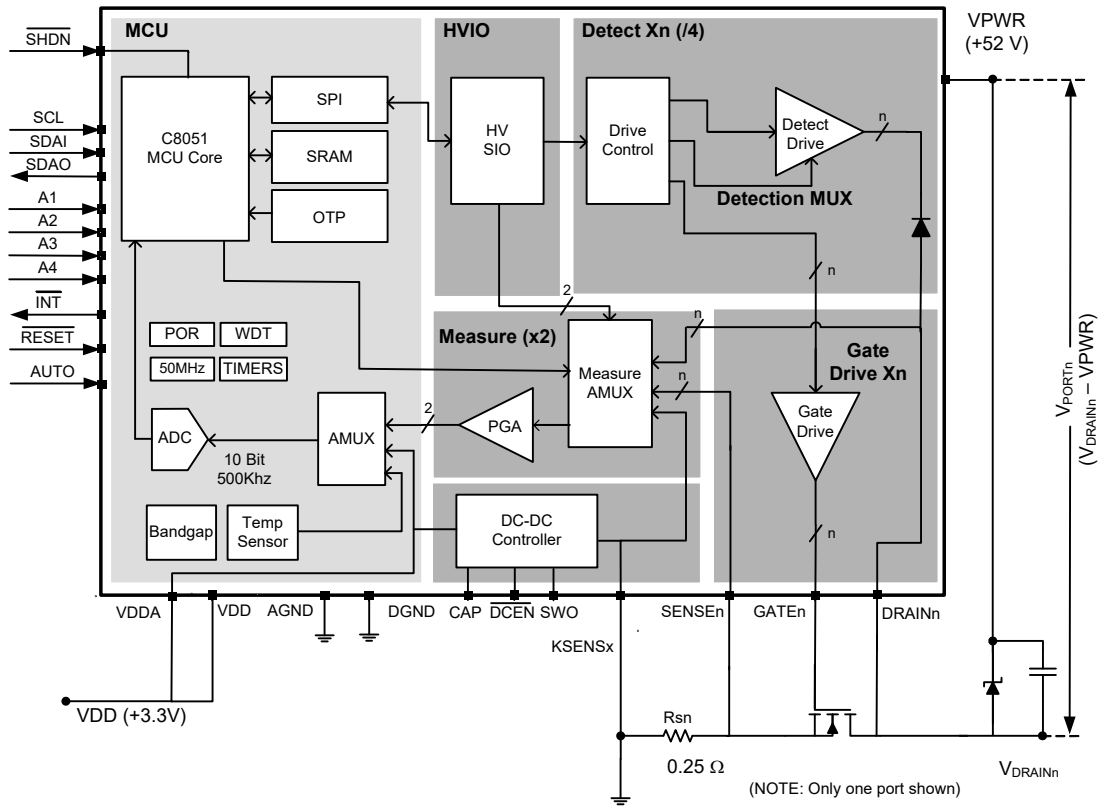 MCU
HVIO
Detect Xn (/4)
VPWR
(+52 V)
SHDN
SCL
SDAI
SDAO
A1
A2
A3
A4
INT
RESET
AUTO
C8051
MCU Core
SPI
SRAM
OTP
HV
SIO
Drive
Control
Detect
Drive
n
Detection MUX
n
2
n
n
POR
WDT
50MHz
TIMERS
Measure (x2)
Measure
AMUX
PGA
2
AMUX
ADC
10 Bit
500Khz
Gate
Drive Xn
Gate
Drive
n
VPORTn
(VDRAINn – VPWR)
Bandgap
Temp
Sensor
DC-DC
Controller
VDDA
VDD
AGND
DGND
CAP
DCEN
SWO
KSENSx
SENSEn
GATEn
DRAINn
VDD (+3.3V)
Rsn
0.25 Ω
VDRAINn
(NOTE: Only one port shown)